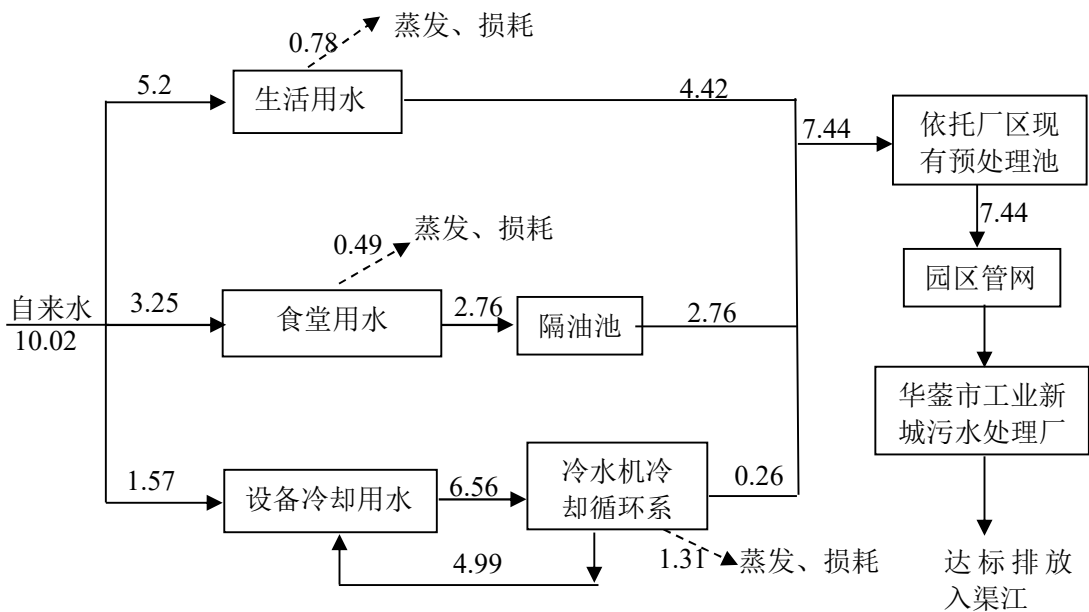 蒸发、损耗
0.78
5.2
生活用水
4.42
7.44
依托厂区现
有预处理池
7.44
蒸发、损耗
0.49
园区管网
自来水
10.02
3.25
食堂用水
2.76
隔油池
2.76
华蓥市工业新
城污水处理厂
1.57
设备冷却用水
6.56
冷水机冷
却循环系
0.26
4.99
1.31
蒸发、损耗
达标排放
入渠江